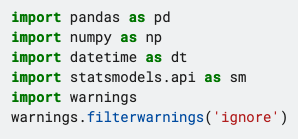 import pandas as pd
import numpy as np
import datetime as dt
import statsmodels.api as sm
import warnings
warnings.filterwarnings('ignore')